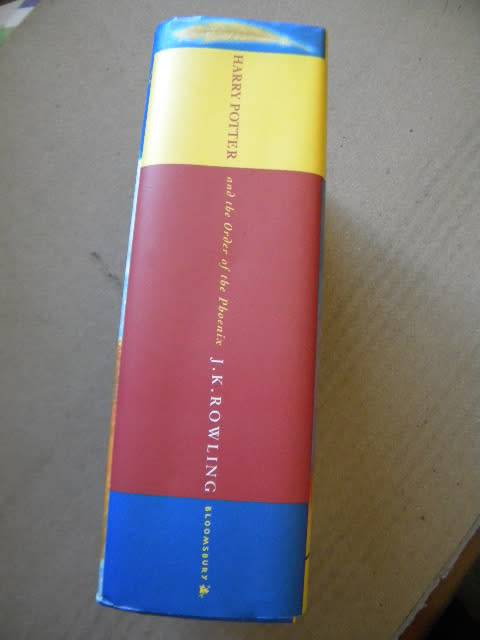 HARRY POTTER
and the Order of the Phoenix
J.K.ROWLING
BLOOMSBURY